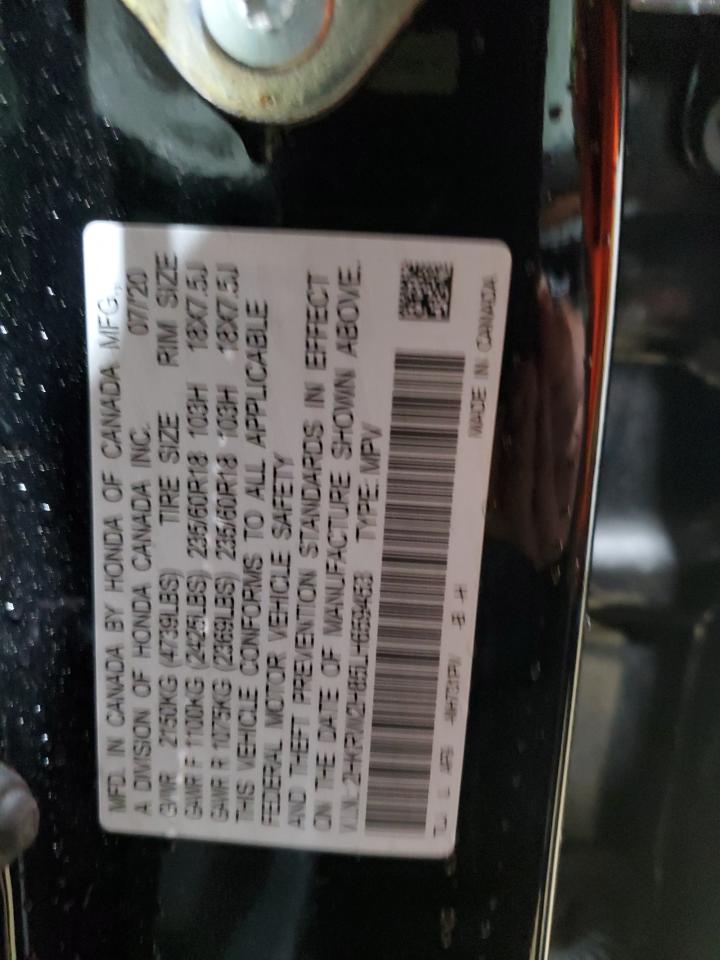 MFD. IN CANADA BY HONDA OF CANADA MFG.,
A DIVISION OF HONDA CANADA INC. 07/20
GVWR 2150KG (4739LBS) TIRE SIZE RIM SIZE
GAWR F 1100KG (2425LBS) 235/60R18 103H 18X7.5J
GAWR R 1075KG (2369LBS) 235/60R18 103H 18X7.5J
THIS VEHICLE CONFORMS TO ALL APPLICABLE
FEDERAL MOTOR VEHICLE SAFETY
AND THEFT PREVENTION STANDARDS IN EFFECT
ON THE DATE OF MANUFACTURE SHOWN ABOVE.
V.I.N.: TYPE: MPV
MADE IN CANADA